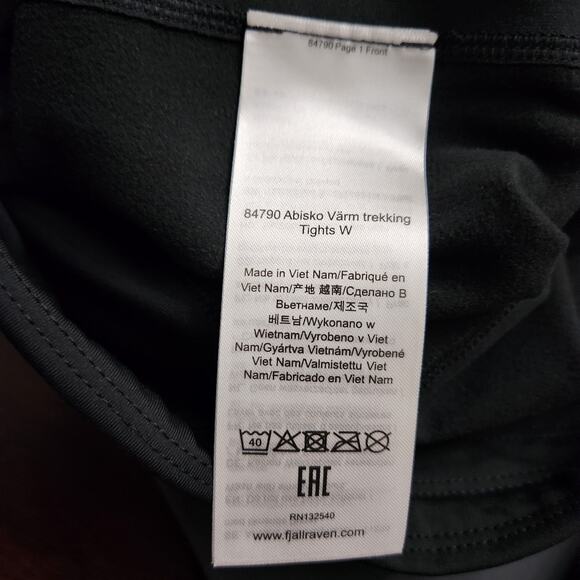 84790 Page 1 Front
84790 Abisko Värm trekking
Tights W
Made in Viet Nam/Fabriqué en
Viet Nam/产地 越南/Сделано В
Вьетнаме/제조국
베트남/Wykonano w
Wietnam/Vyrobeno v Viet
Nam/Gyártva Vietnám/Vyrobené
Viet Nam/Valmistettu Viet
Nam/Fabricado en Viet Nam
40
EAC
RN132540
www.fjallraven.com